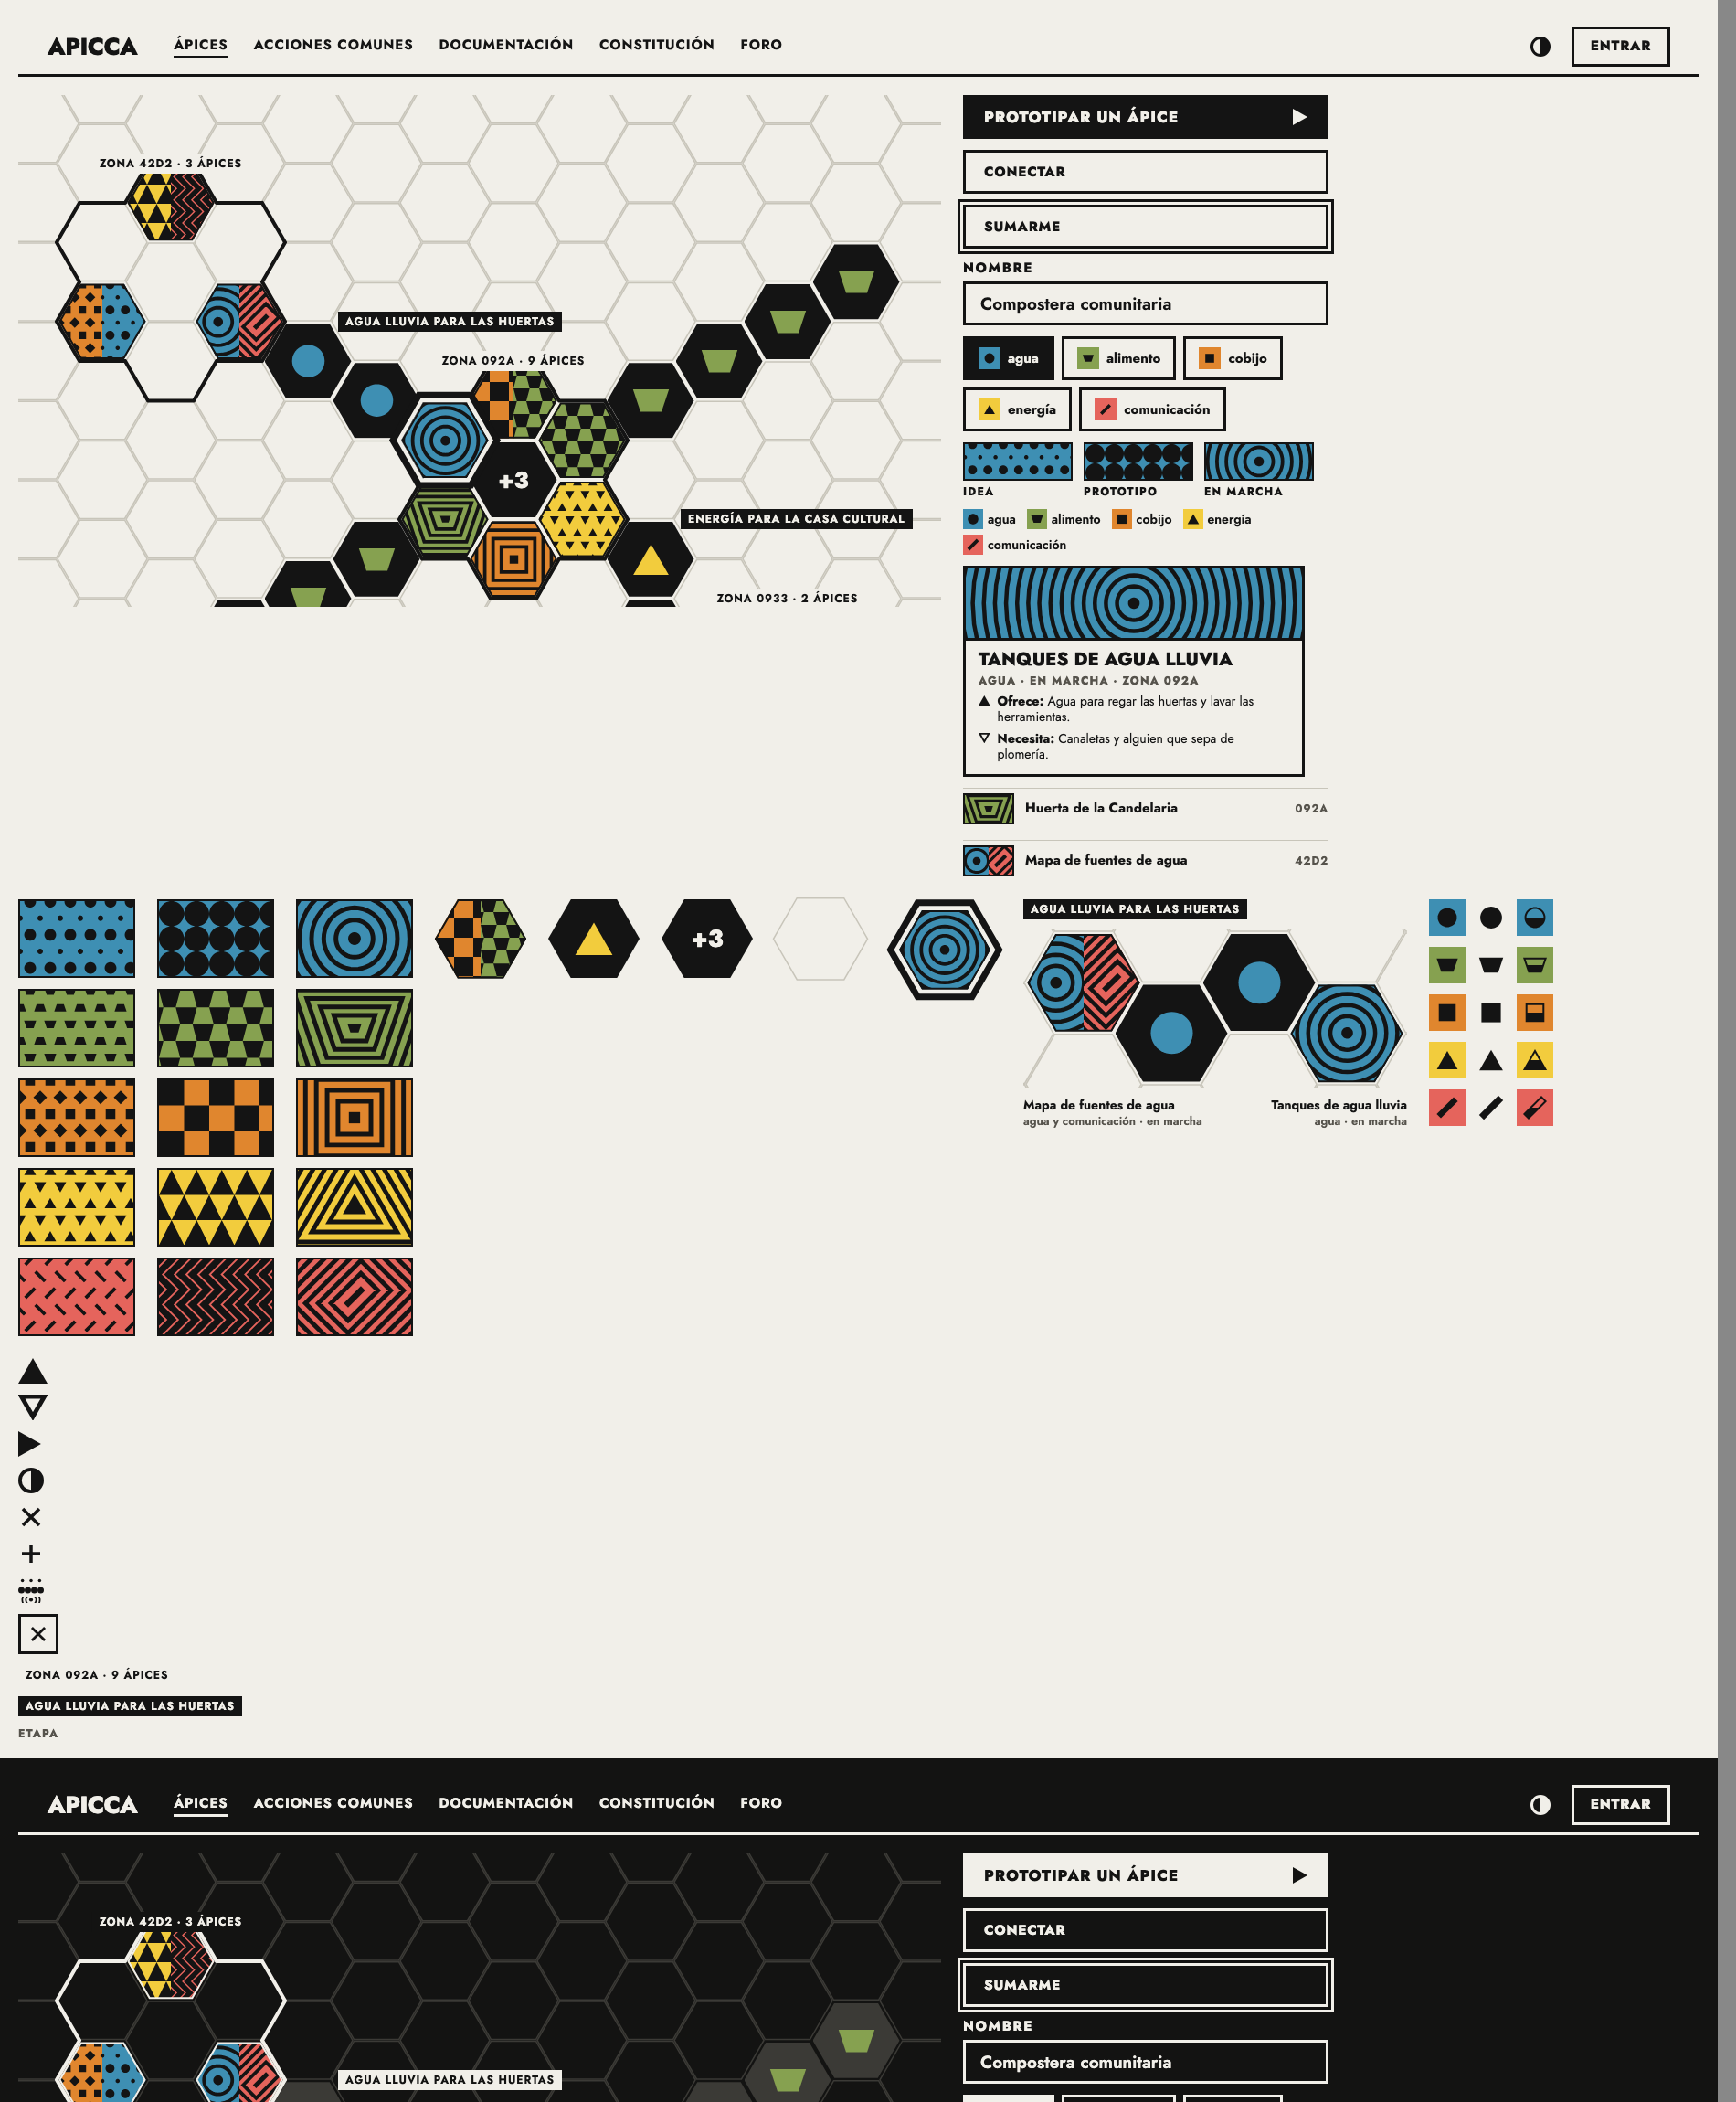 APICCA ÁPICES ACCIONES COMUNES DOCUMENTACIÓN CONSTITUCIÓN FORO ENTRAR
ZONA 42D2 · 3 ÁPICES
AGUA LLUVIA PARA LAS HUERTAS
ZONA 092A · 9 ÁPICES
+3
ENERGÍA PARA LA CASA CULTURAL
ZONA 0933 · 2 ÁPICES
PROTOTIPAR UN ÁPICE
CONECTAR
SUMARME
NOMBRE
Compostera comunitaria
agua alimento cobijo
energía comunicación
IDEA PROTOTIPO EN MARCHA
agua alimento cobijo energía
comunicación
TANQUES DE AGUA LLUVIA
AGUA · EN MARCHA · ZONA 092A
Ofrece: Agua para regar las huertas y lavar las
herramientas.
Necesita: Canaletas y alguien que sepa de
plomería.
Huerta de la Candelaria 092A
Mapa de fuentes de agua 42D2
+3
AGUA LLUVIA PARA LAS HUERTAS
Mapa de fuentes de agua Tanques de agua lluvia
agua y comunicación · en marcha agua · en marcha
ZONA 092A · 9 ÁPICES
AGUA LLUVIA PARA LAS HUERTAS
ETAPA
APICCA ÁPICES ACCIONES COMUNES DOCUMENTACIÓN CONSTITUCIÓN FORO ENTRAR
ZONA 42D2 · 3 ÁPICES
AGUA LLUVIA PARA LAS HUERTAS
PROTOTIPAR UN ÁPICE
CONECTAR
SUMARME
NOMBRE
Compostera comunitaria